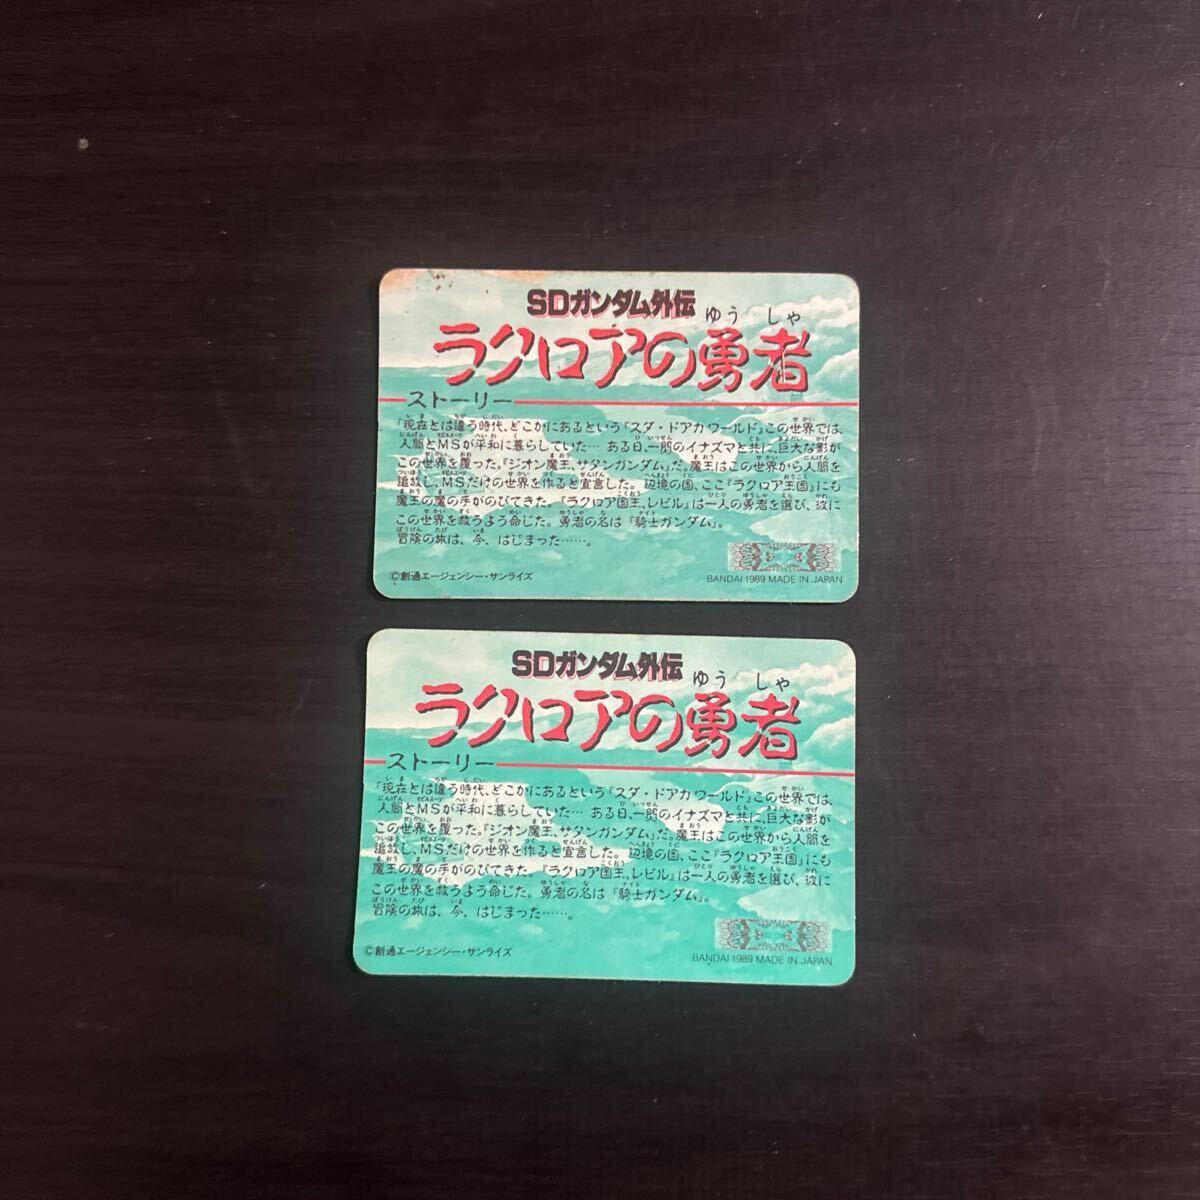 SDガンダム外伝
ゆう しゃ
ラクロアの勇者
ストーリー
「現在とは違う時代、どこかにあるという『スダ・ドアカワールド』この世界では、
人間とMSが平和に暮らしていた… ある日、一閃のイナズマと共に、巨大な影が
この世界を覆った。『ジオン魔王、サタンガンダム』だ。魔王はこの世界から人間を
追放し、MSだけの世界を作ると宣言した。辺境の国、ここ『ラクロア王国』にも
魔王の魔の手がのびてきた。『ラクロア国王、レビル』は一人の勇者を選び、彼に
この世界を救うよう命じた。勇者の名は『騎士ガンダム』。
冒険の旅は、今、はじまった……。
©創通エージェンシー・サンライズ
BANDAI 1989 MADE IN JAPAN
SDガンダム外伝
ゆう しゃ
ラクロアの勇者
ストーリー
「現在とは違う時代、どこかにあるという『スダ・ドアカワールド』この世界では、
人間とMSが平和に暮らしていた… ある日、一閃のイナズマと共に、巨大な影が
この世界を覆った。『ジオン魔王、サタンガンダム』だ。魔王はこの世界から人間を
追放し、MSだけの世界を作ると宣言した。辺境の国、ここ『ラクロア王国』にも
魔王の魔の手がのびてきた。『ラクロア国王、レビル』は一人の勇者を選び、彼に
この世界を救うよう命じた。勇者の名は『騎士ガンダム』。
冒険の旅は、今、はじまった……。
©創通エージェンシー・サンライズ
BANDAI 1989 MADE IN JAPAN